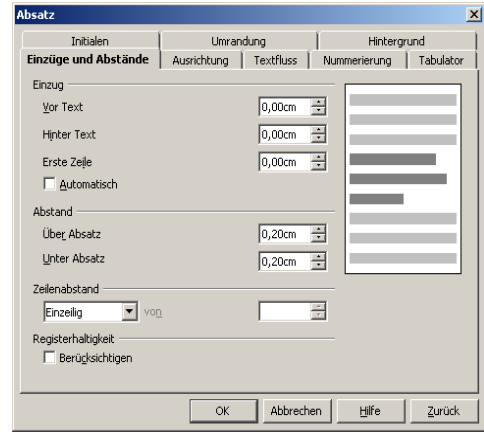 Absatz
Initialen Umrandung Hintergrund
Einzüge und Abstände Ausrichtung Textfluss Nummerierung Tabulator
Einzug
Vor Text 0,00cm
Hinter Text 0,00cm
Erste Zeile 0,00cm
Automatisch
Abstand
Über Absatz 0,20cm
Unter Absatz 0,20cm
Zeilenabstand
Einzeilig von
Registerhaltigkeit
Berücksichtigen
OK Abbrechen Hilfe Zurück